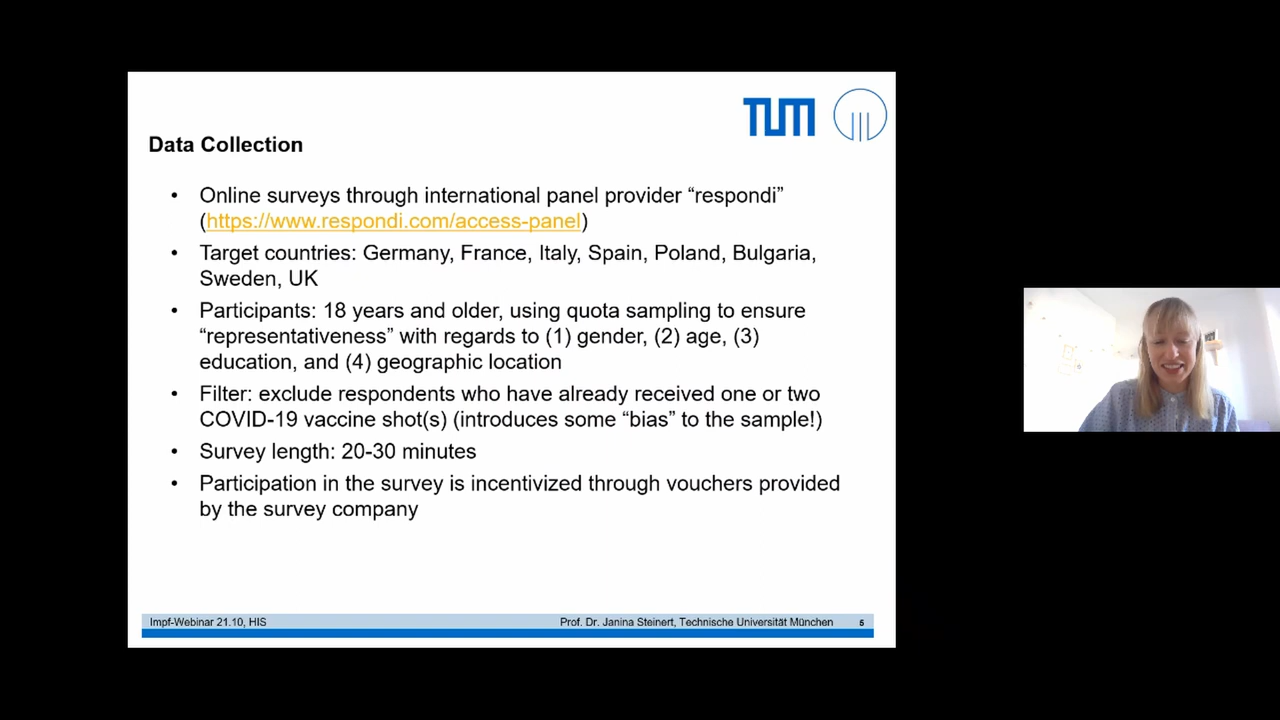 TUM
Data Collection
• Online surveys through international panel provider “respondi”
(https://www.respondi.com/access-panel)
• Target countries: Germany, France, Italy, Spain, Poland, Bulgaria,
Sweden, UK
• Participants: 18 years and older, using quota sampling to ensure
“representativeness” with regards to (1) gender, (2) age, (3)
education, and (4) geographic location
• Filter: exclude respondents who have already received one or two
COVID-19 vaccine shot(s) (introduces some “bias” to the sample!)
• Survey length: 20-30 minutes
• Participation in the survey is incentivized through vouchers provided
by the survey company
Impf-Webinar 21.10, HIS
Prof. Dr. Janina Steinert, Technische Universität München 5